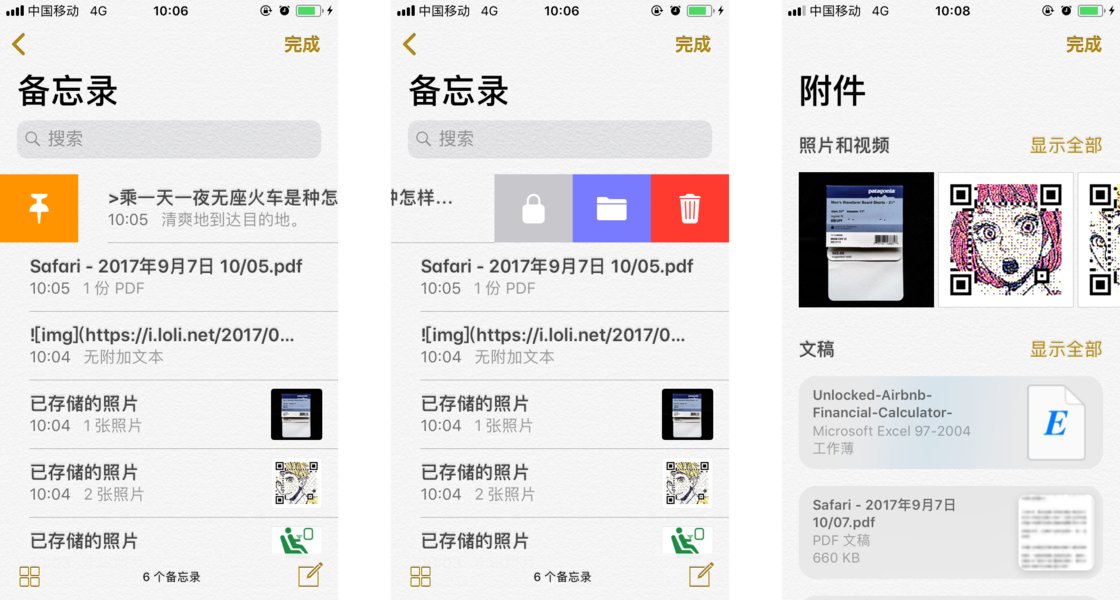 中国移动 4G 10:06
完成
备忘录
搜索
>乘一天一夜无座火车是种怎
10:05 清爽地到达目的地。
Safari - 2017年9月7日 10/05.pdf
10:05 1 份 PDF
![img](https://i.loli.net/2017/0...
10:04 无附加文本
已存储的照片
10:04 1 张照片
已存储的照片
10:04 2 张照片
已存储的照片
6 个备忘录
中国移动 4G 10:06
完成
备忘录
搜索
种怎样...
Safari - 2017年9月7日 10/05.pdf
10:05 1 份 PDF
![img](https://i.loli.net/2017/0...
10:04 无附加文本
已存储的照片
10:04 1 张照片
已存储的照片
10:04 2 张照片
已存储的照片
6 个备忘录
中国移动 4G 10:08
完成
附件
照片和视频 显示全部
patagonia
文稿 显示全部
Unlocked-Airbnb-
Financial-Calculator-
Microsoft Excel 97-2004
工作薄
E
Safari - 2017年9月7日
10/07.pdf
PDF 文稿
660 KB